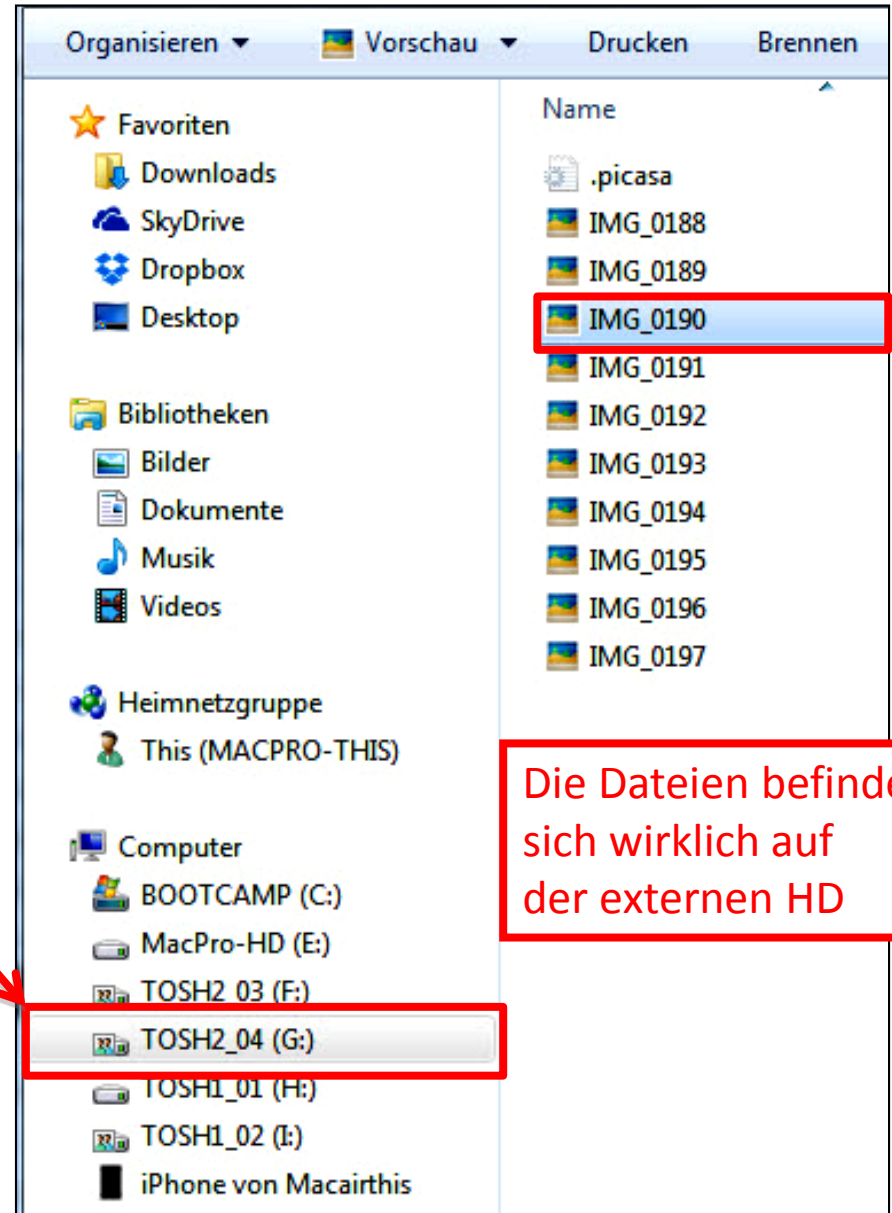 Organisieren Vorschau Drucken Brennen
Favoriten
Downloads
SkyDrive
Dropbox
Desktop
Bibliotheken
Bilder
Dokumente
Musik
Videos
Heimnetzgruppe
This (MACPRO-THIS)
Computer
BOOTCAMP (C:)
MacPro-HD (E:)
TOSH2_03 (F:)
TOSH2_04 (G:)
TOSH1_01 (H:)
TOSH1_02 (I:)
iPhone von Macairthis
Name
.picasa
IMG_0188
IMG_0189
IMG_0190
IMG_0191
IMG_0192
IMG_0193
IMG_0194
IMG_0195
IMG_0196
IMG_0197
Die Dateien befinde
sich wirklich auf
der externen HD